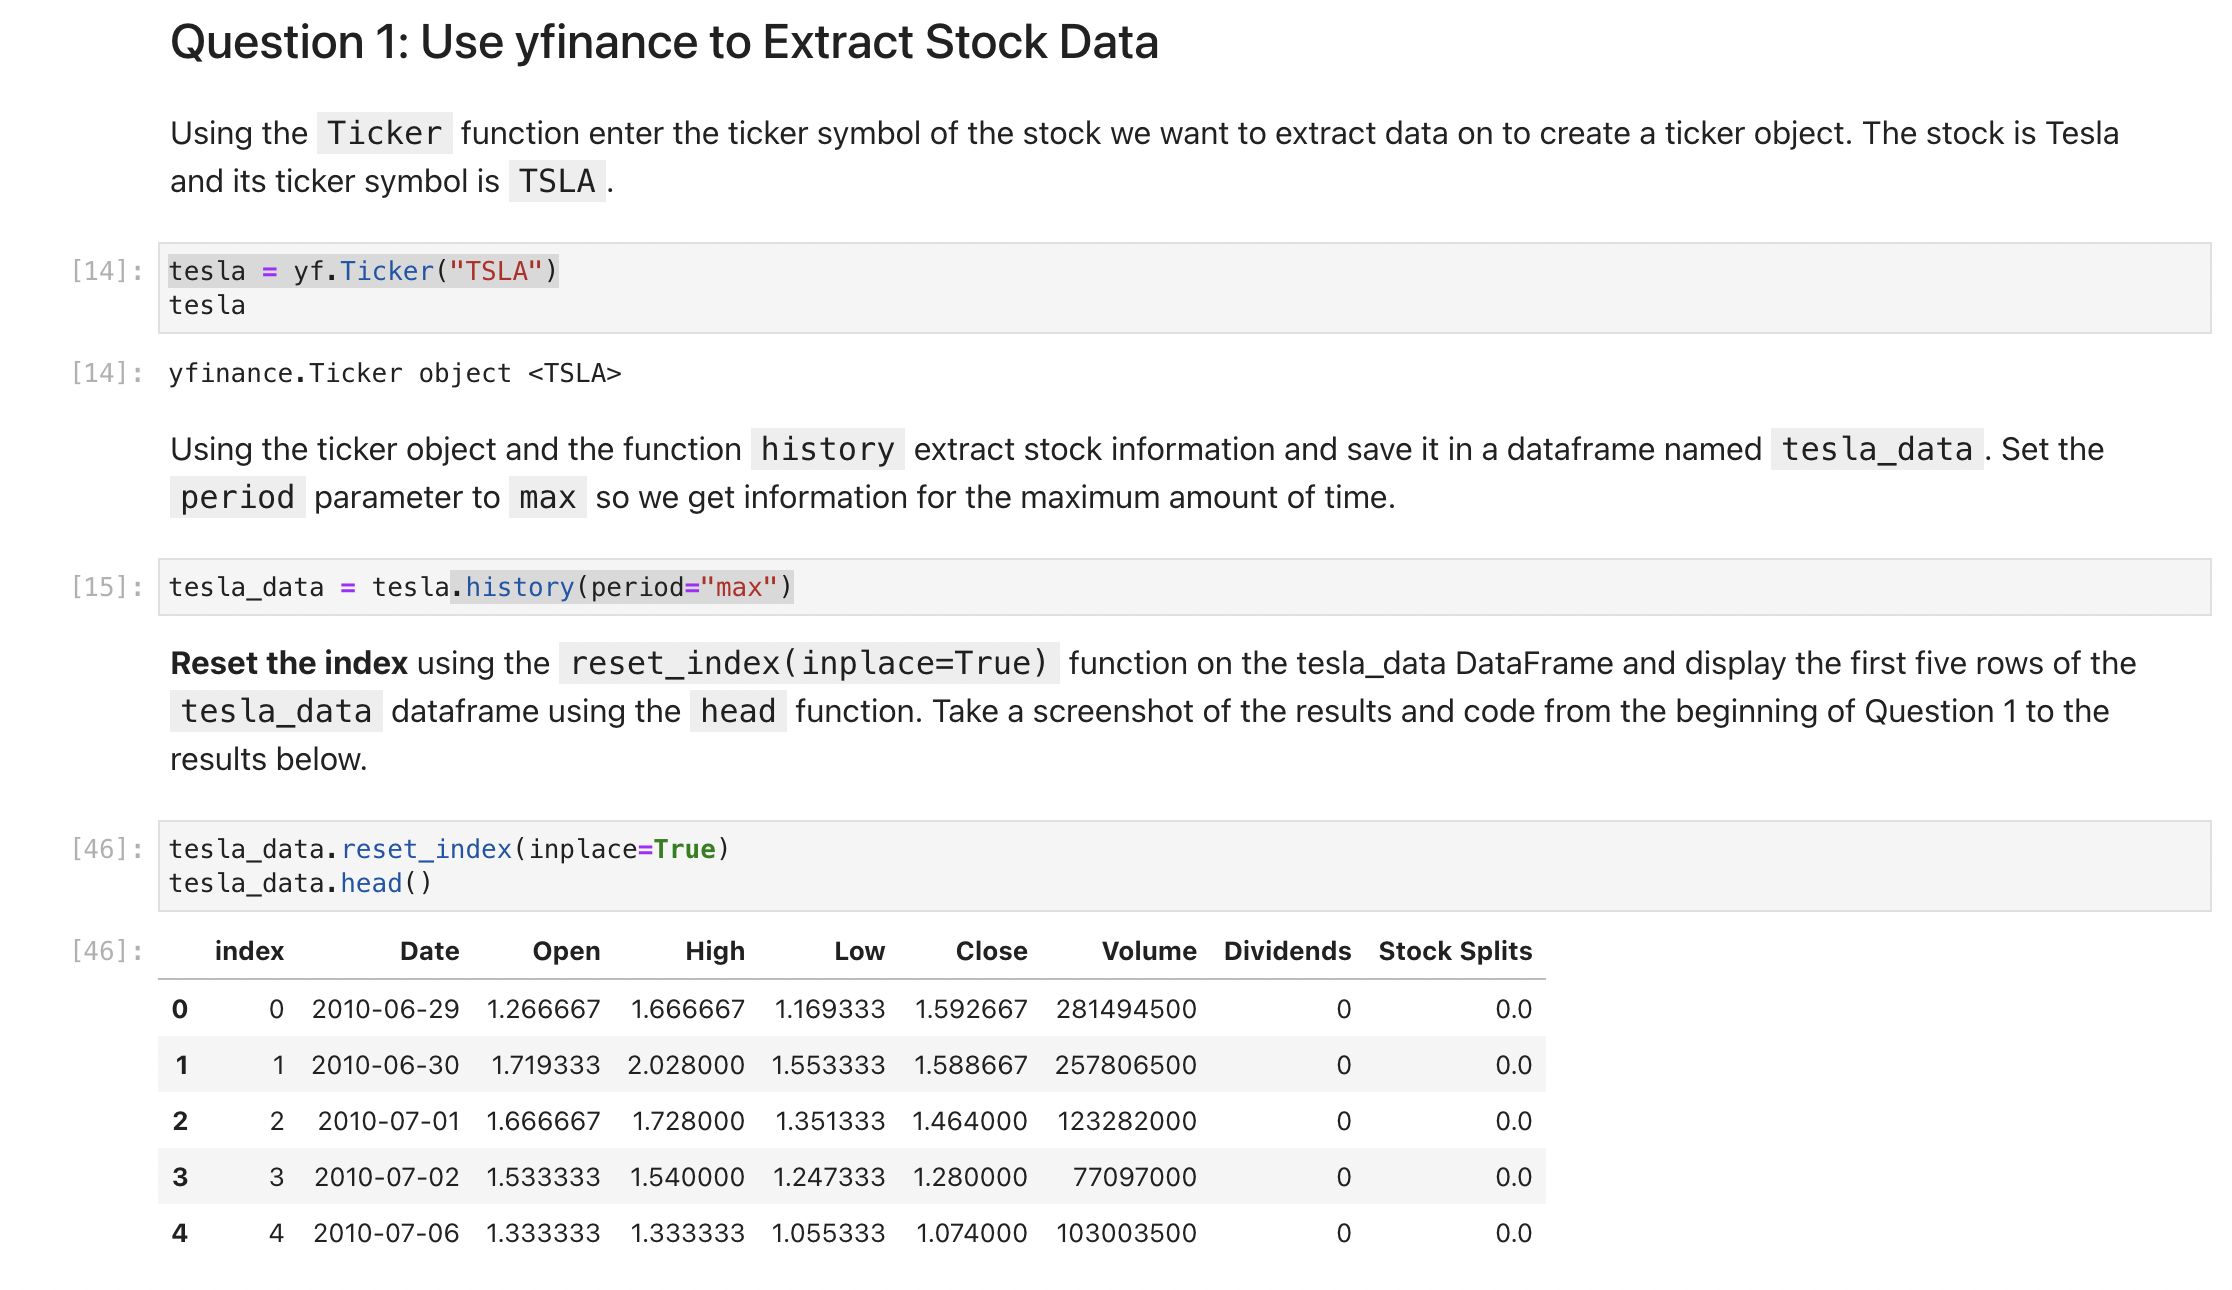 Question 1: Use yfinance to Extract Stock Data
Using the Ticker function enter the ticker symbol of the stock we want to extract data on to create a ticker object. The stock is Tesla
and its ticker symbol is TSLA .
[14]: tesla = yf.Ticker("TSLA")
tesla
[14]: yfinance.Ticker object <TSLA>
Using the ticker object and the function history extract stock information and save it in a dataframe named tesla_data . Set the
period parameter to max so we get information for the maximum amount of time.
[15]: tesla_data = tesla.history(period="max")
Reset the index using the reset_index(inplace=True) function on the tesla_data DataFrame and display the first five rows of the
tesla_data dataframe using the head function. Take a screenshot of the results and code from the beginning of Question 1 to the
results below.
[46]: tesla_data.reset_index(inplace=True)
tesla_data.head()
[46]: index Date Open High Low Close Volume Dividends Stock Splits
0 0 2010-06-29 1.266667 1.666667 1.169333 1.592667 281494500 0 0.0
1 1 2010-06-30 1.719333 2.028000 1.553333 1.588667 257806500 0 0.0
2 2 2010-07-01 1.666667 1.728000 1.351333 1.464000 123282000 0 0.0
3 3 2010-07-02 1.533333 1.540000 1.247333 1.280000 77097000 0 0.0
4 4 2010-07-06 1.333333 1.333333 1.055333 1.074000 103003500 0 0.0